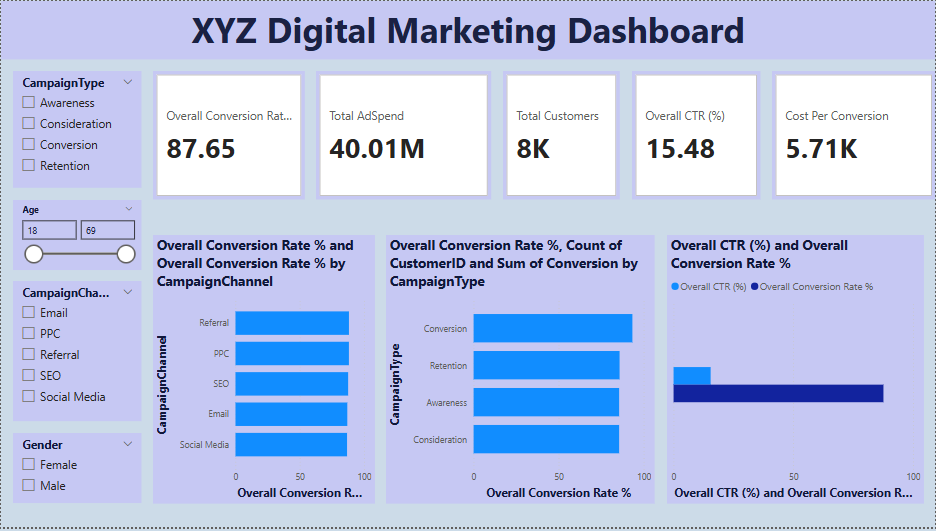 XYZ Digital Marketing Dashboard
CampaignType
Awareness
Consideration
Conversion
Retention
Age
18 69
CampaignCha...
Email
PPC
Referral
SEO
Social Media
Gender
Female
Male
Overall Conversion Rat...
87.65
Total AdSpend
40.01M
Total Customers
8K
Overall CTR (%)
15.48
Cost Per Conversion
5.71K
Overall Conversion Rate % and
Overall Conversion Rate % by
CampaignChannel
CampaignChannel
Referral
PPC
SEO
Email
Social Media
0 50 100
Overall Conversion R...
Overall Conversion Rate %, Count of
CustomerID and Sum of Conversion by
CampaignType
CampaignType
Conversion
Retention
Awareness
Consideration
0 50 100
Overall Conversion Rate %
Overall CTR (%) and Overall
Conversion Rate %
Overall CTR (%) Overall Conversion Rate %
0 50 100
Overall CTR (%) and Overall Conversion R...